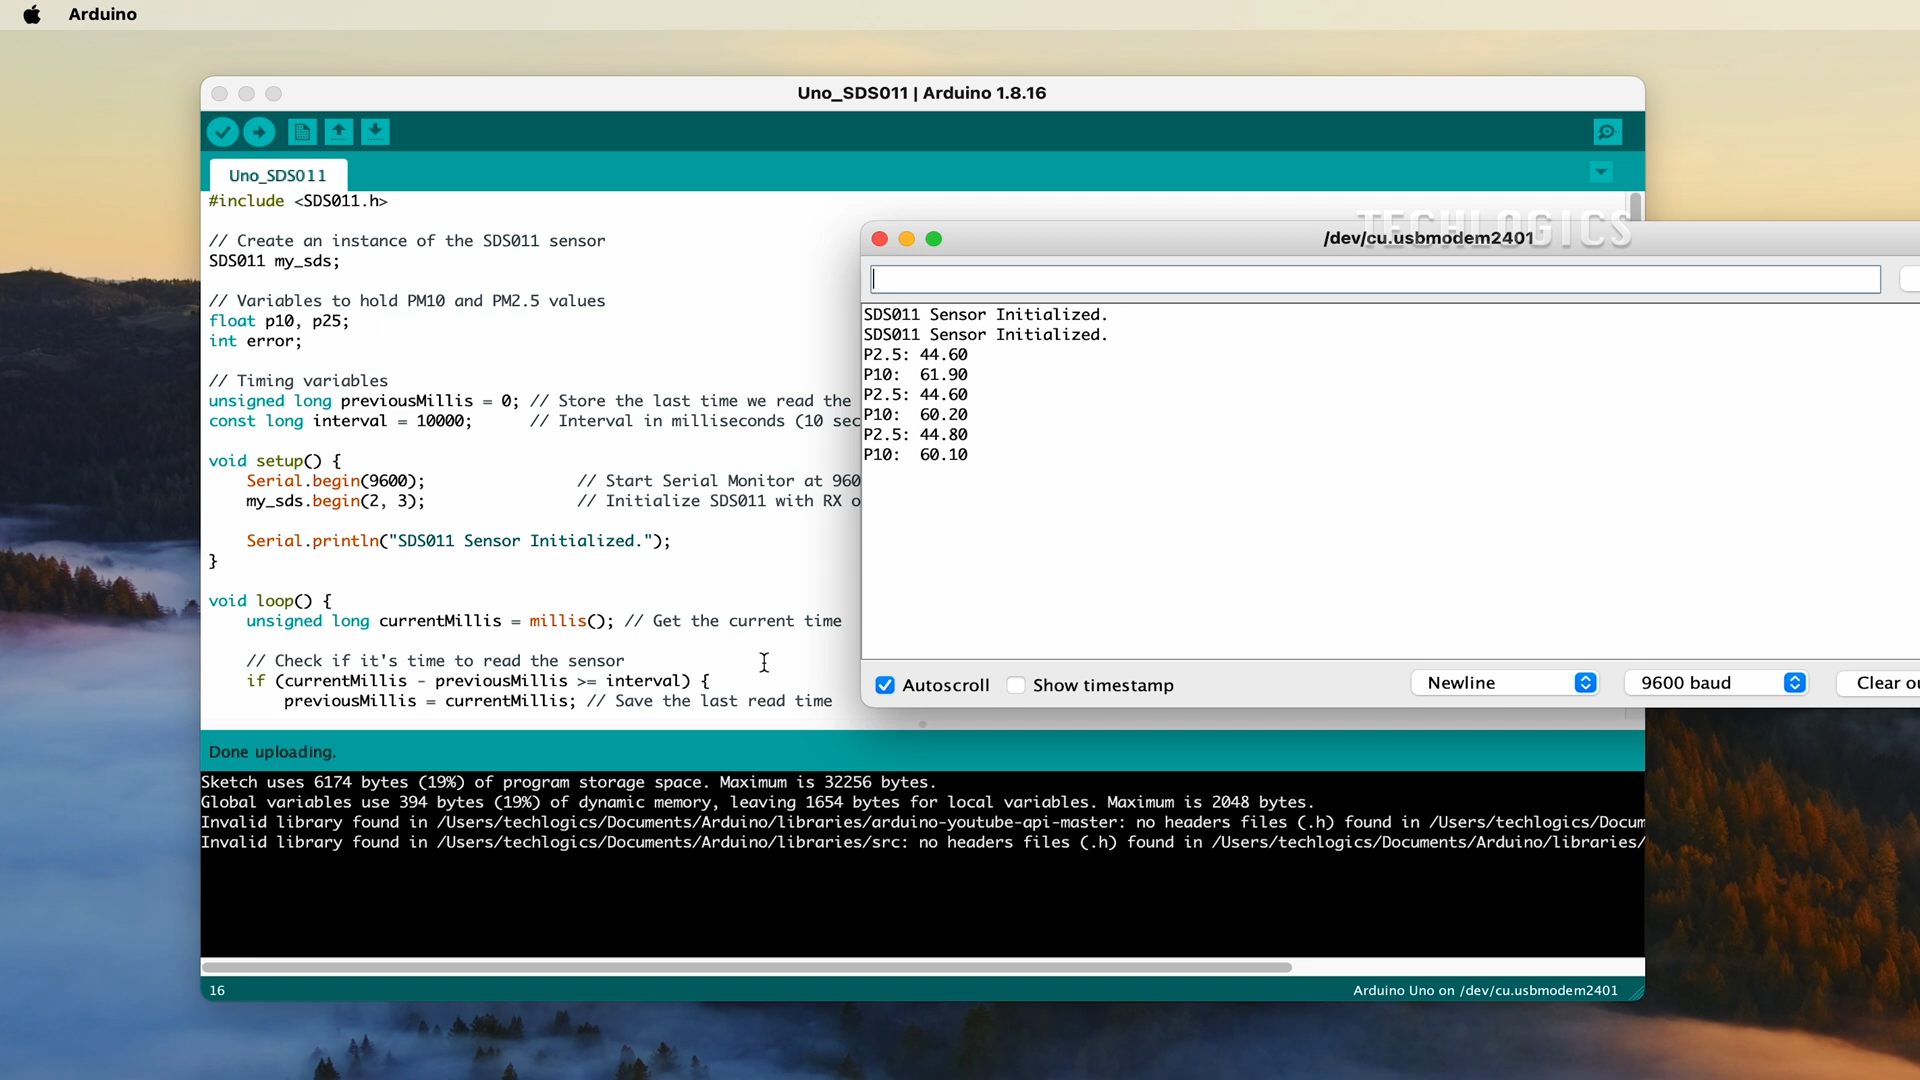 Arduino
Uno_SDS011 | Arduino 1.8.16
Uno_SDS011
#include <SDS011.h>
// Create an instance of the SDS011 sensor
SDS011 my_sds;
// Variables to hold PM10 and PM2.5 values
float p10, p25;
int error;
// Timing variables
unsigned long previousMillis = 0; // Store the last time we read the
const long interval = 10000; // Interval in milliseconds (10 sec
void setup() {
Serial.begin(9600); // Start Serial Monitor at 960
my_sds.begin(2, 3); // Initialize SDS011 with RX o
Serial.println("SDS011 Sensor Initialized.");
}
void loop() {
unsigned long currentMillis = millis(); // Get the current time
// Check if it's time to read the sensor
if (currentMillis - previousMillis >= interval) {
previousMillis = currentMillis; // Save the last read time
TECHLOGICS
/dev/cu.usbmodem2401
SDS011 Sensor Initialized.
SDS011 Sensor Initialized.
P2.5: 44.60
P10: 61.90
P2.5: 44.60
P10: 60.20
P2.5: 44.80
P10: 60.10
Autoscroll Show timestamp Newline 9600 baud Clear ou
Done uploading.
Sketch uses 6174 bytes (19%) of program storage space. Maximum is 32256 bytes.
Global variables use 394 bytes (19%) of dynamic memory, leaving 1654 bytes for local variables. Maximum is 2048 bytes.
Invalid library found in /Users/techlogics/Documents/Arduino/libraries/arduino-youtube-api-master: no headers files (.h) found in /Users/techlogics/Docum
Invalid library found in /Users/techlogics/Documents/Arduino/libraries/src: no headers files (.h) found in /Users/techlogics/Documents/Arduino/libraries/
16
Arduino Uno on /dev/cu.usbmodem2401